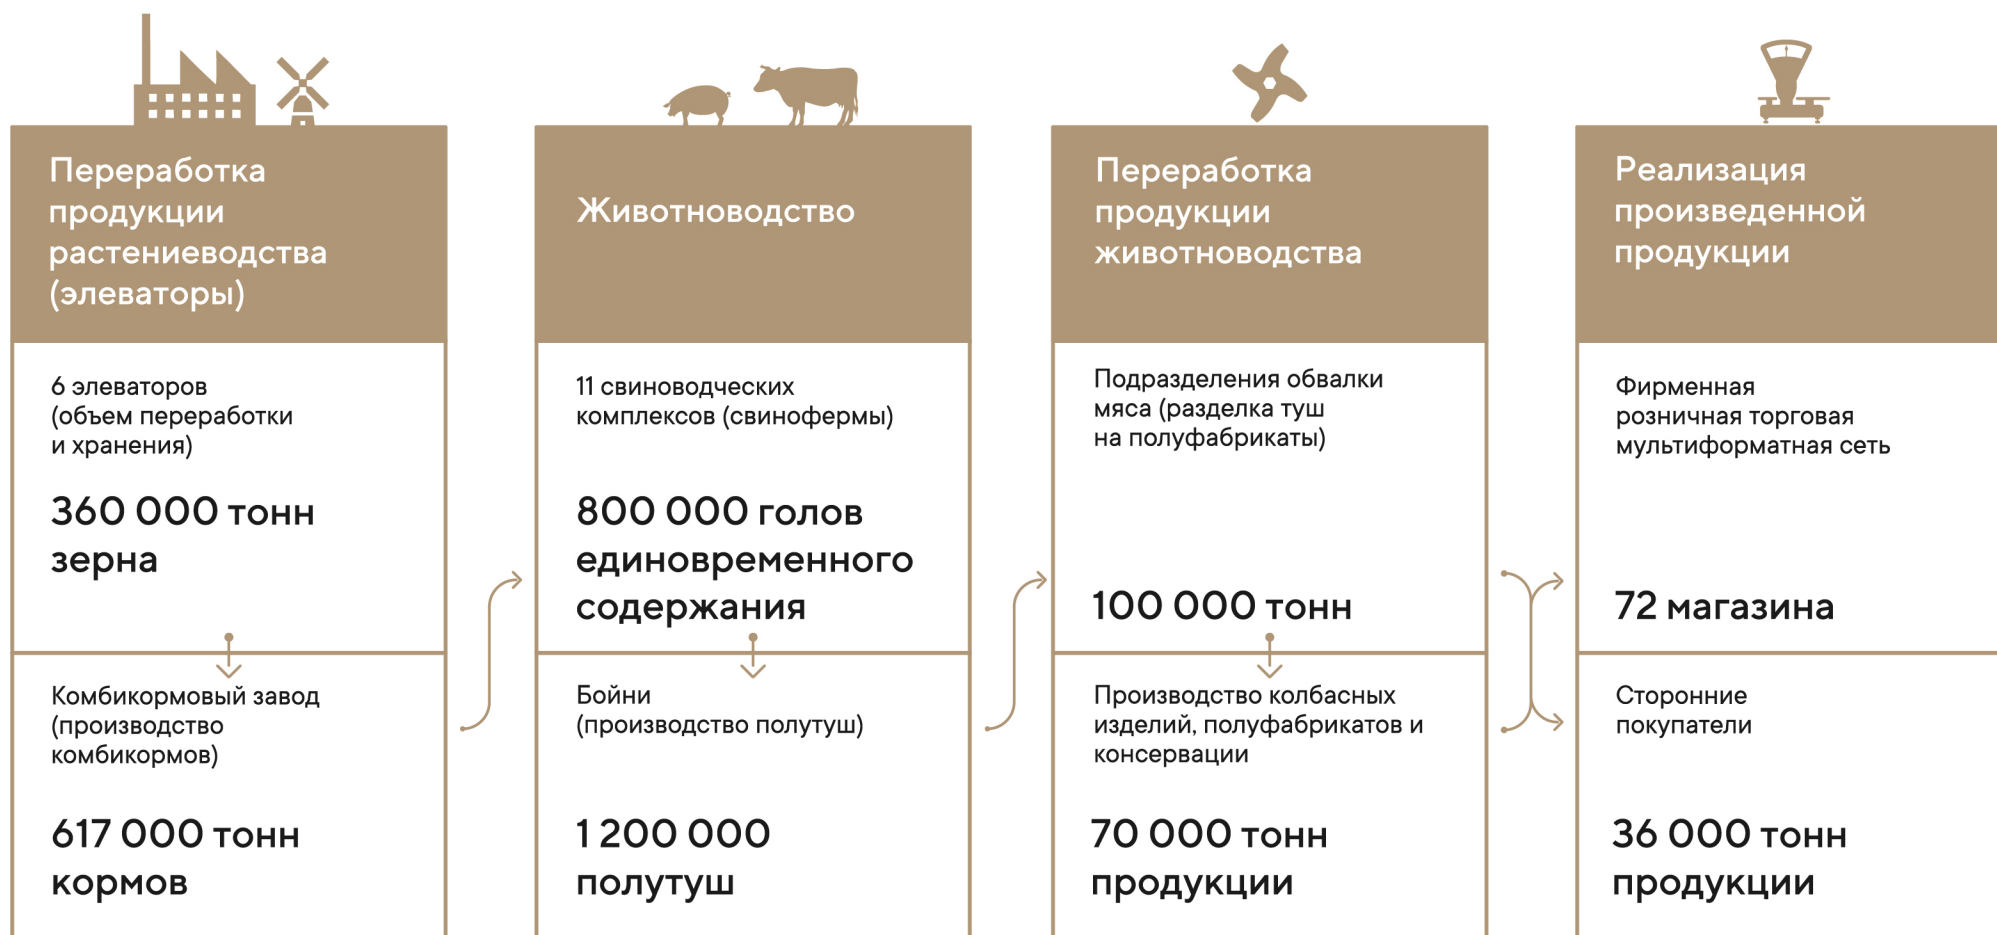 Переработка
продукции
растениеводства
(элеваторы)
6 элеваторов
(объем переработки
и хранения)
360 000 тонн
зерна
Комбикормовый завод
(производство
комбикормов)
617 000 тонн
кормов
Животноводство
11 свиноводческих
комплексов (свинофермы)
800 000 голов
единовременного
содержания
Бойни
(производство полутуш)
1 200 000
полутуш
Переработка
продукции
животноводства
Подразделения обвалки
мяса (разделка туш
на полуфабрикаты)
100 000 тонн
Производство колбасных
изделий, полуфабрикатов и
консервации
70 000 тонн
продукции
Реализация
произведенной
продукции
Фирменная
розничная торговая
мультиформатная сеть
72 магазина
Сторонние
покупатели
36 000 тонн
продукции